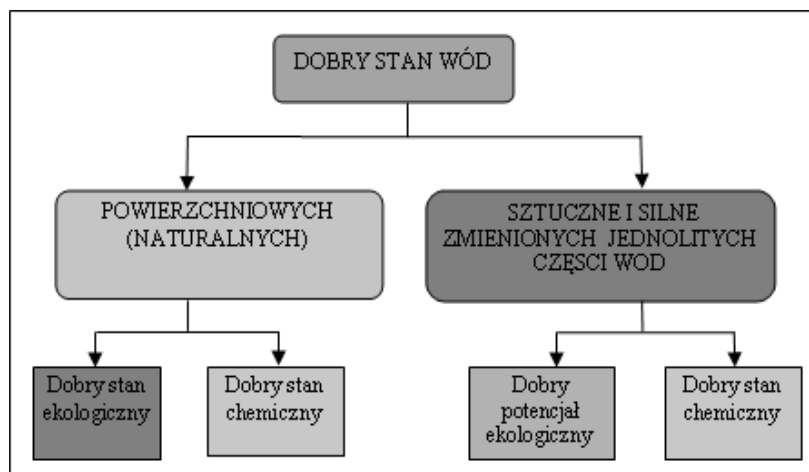 DOBRY STAN WÓD
POWIERZCHNIOWYCH
(NATURALNYCH)
SZTUCZNE I SILNE
ZMIENIONYCH JEDNOLITYCH
CZĘSCI WOD
Dobry stan
ekologiczny
Dobry stan
chemiczny
Dobry
potencjał
ekologiczny
Dobry stan
chemiczny